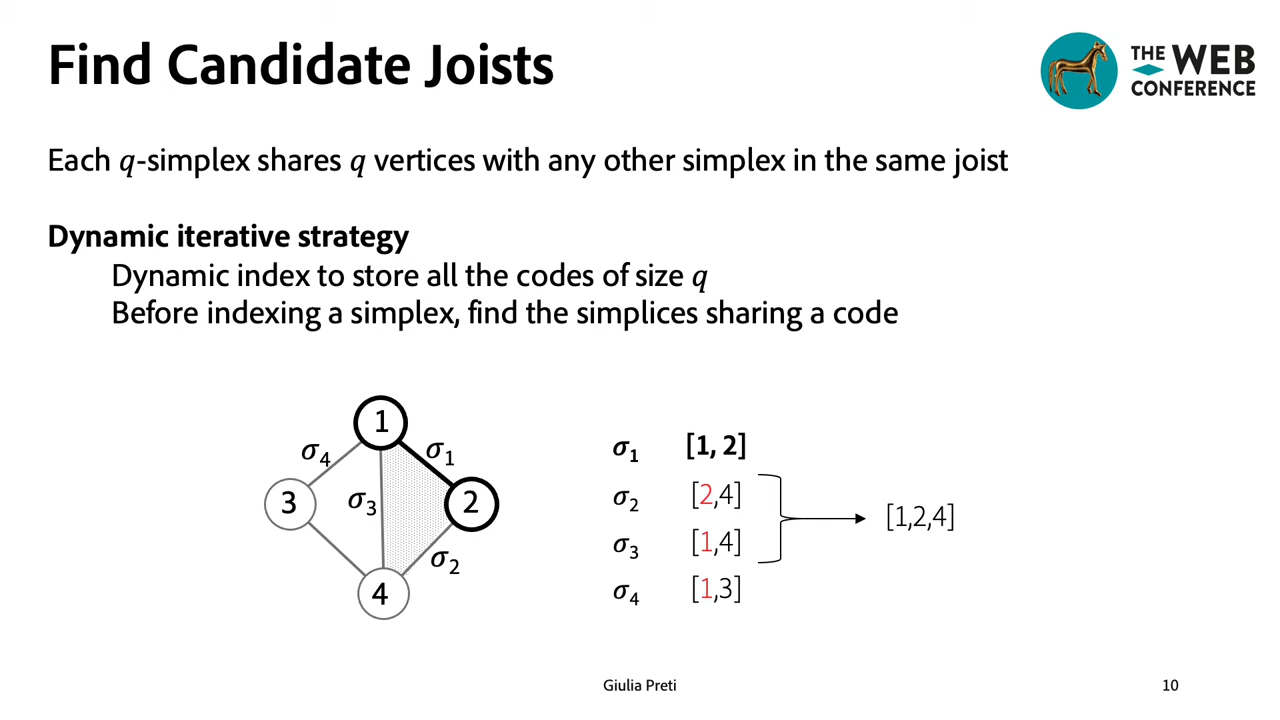 Find Candidate Joists
THE WEB
CONFERENCE
Each q-simplex shares q vertices with any other simplex in the same joist
Dynamic iterative strategy
Dynamic index to store all the codes of size q
Before indexing a simplex, find the simplices sharing a code
1
σ4
σ1
3
σ3
2
σ2
4
σ1 [1, 2]
σ2 [2,4]
σ3 [1,4]
σ4 [1,3]
[1,2,4]
Giulia Preti
10